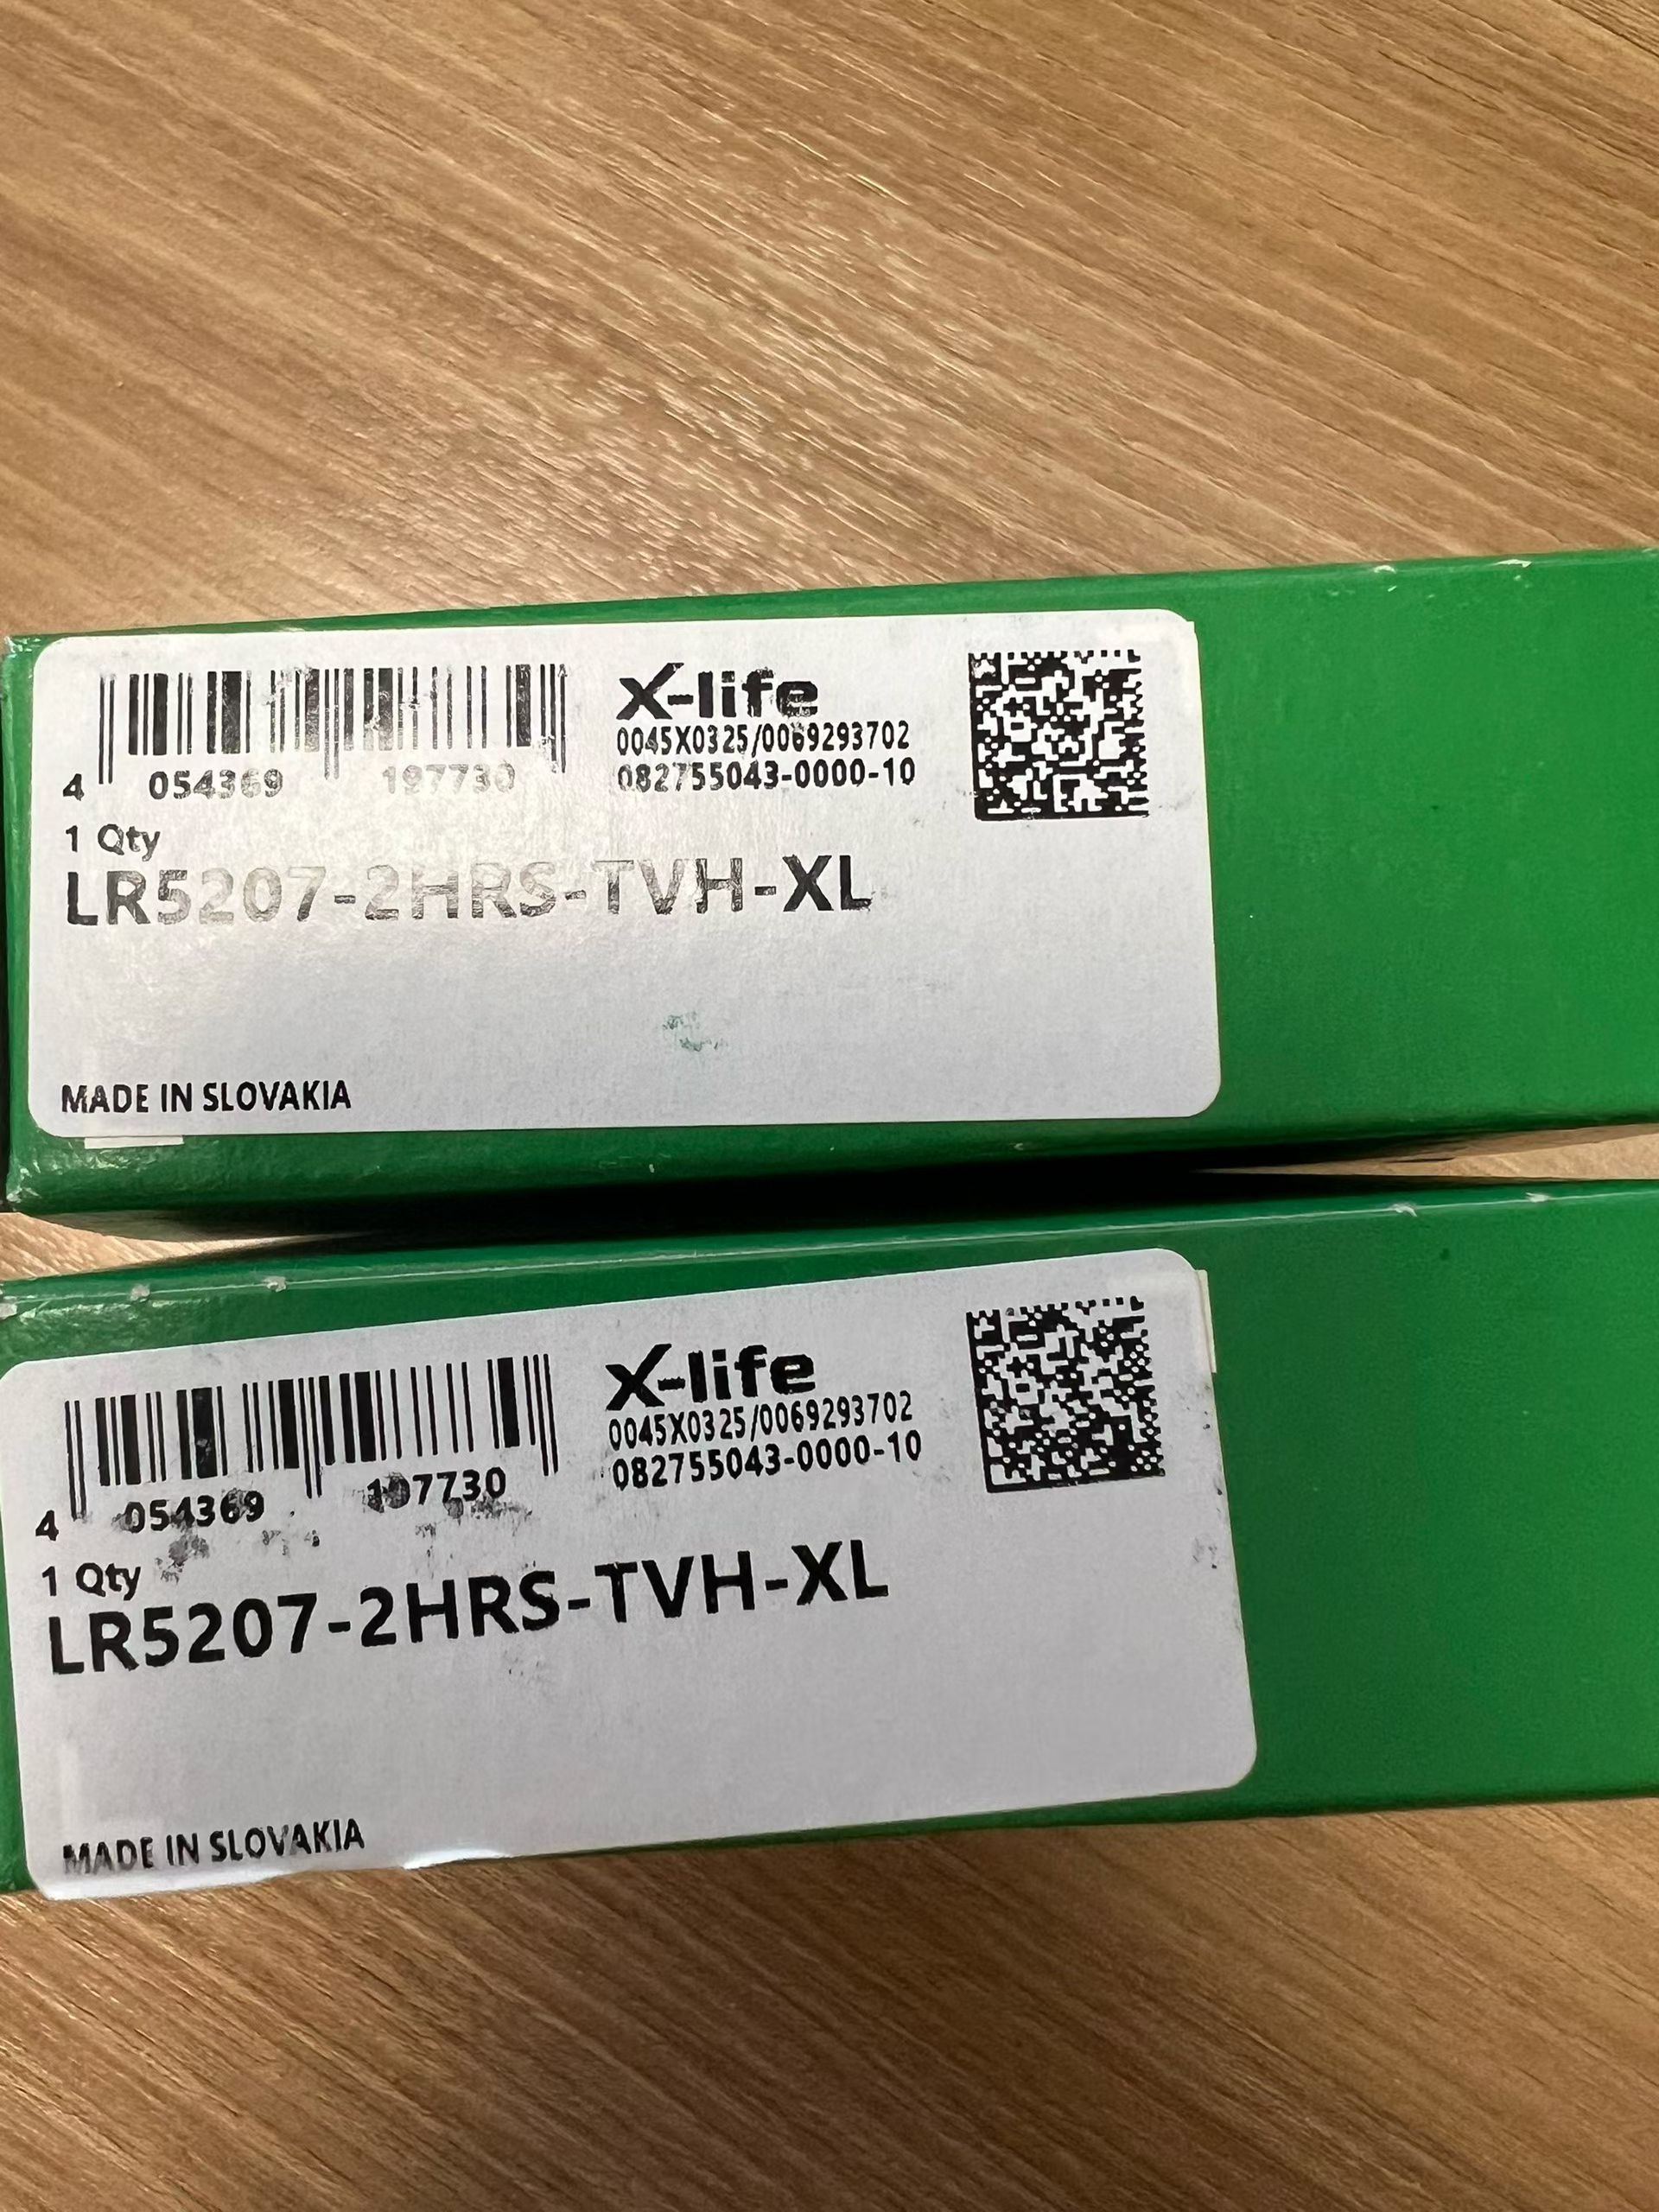 X-life
0045X0325/0069293702
082755043-0000-10
4 054369 197730
1 Qty
LR5207-2HRS-TVH-XL
MADE IN SLOVAKIA
X-life
0045X0325/0069293702
082755043-0000-10
4 054369 197730
1 Qty
LR5207-2HRS-TVH-XL
MADE IN SLOVAKIA